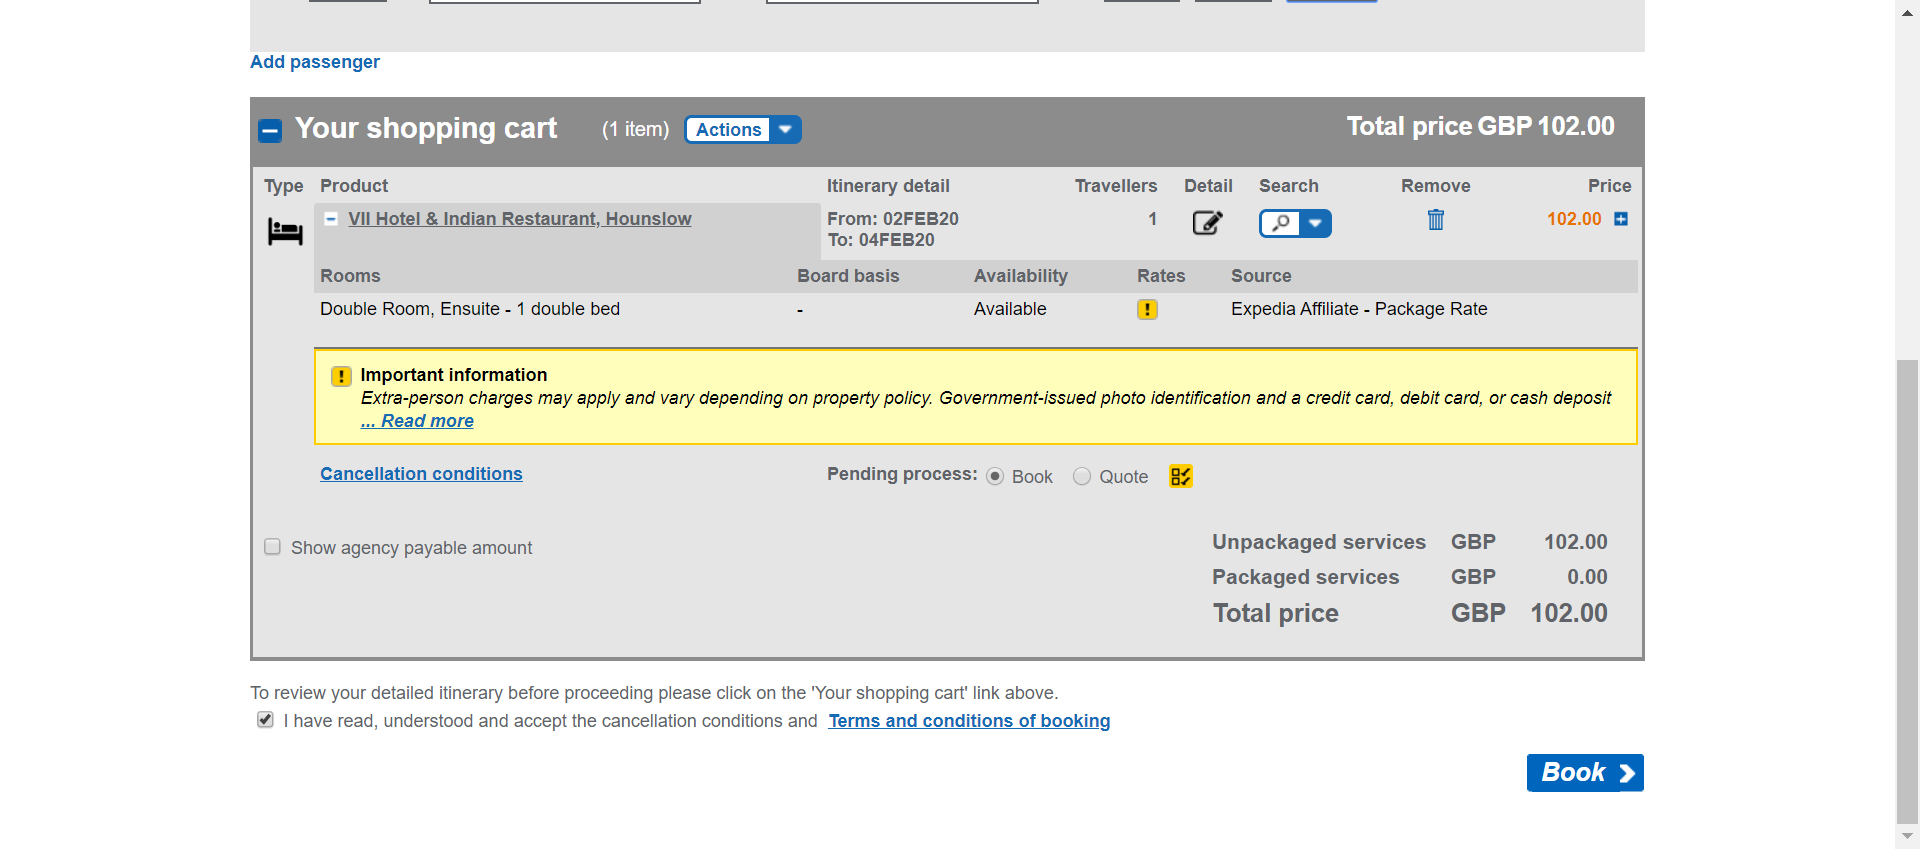 Add passenger
Your shopping cart (1 item) Actions Total price GBP 102.00
Type Product Itinerary detail Travellers Detail Search Remove Price
VII Hotel & Indian Restaurant, Hounslow From: 02FEB20 1 102.00
To: 04FEB20
Rooms Board basis Availability Rates Source
Double Room, Ensuite - 1 double bed - Available Expedia Affiliate - Package Rate
Important information
Extra-person charges may apply and vary depending on property policy. Government-issued photo identification and a credit card, debit card, or cash deposit
... Read more
Cancellation conditions Pending process: Book Quote
Show agency payable amount
Unpackaged services GBP 102.00
Packaged services GBP 0.00
Total price GBP 102.00
To review your detailed itinerary before proceeding please click on the 'Your shopping cart' link above.
I have read, understood and accept the cancellation conditions and Terms and conditions of booking
Book